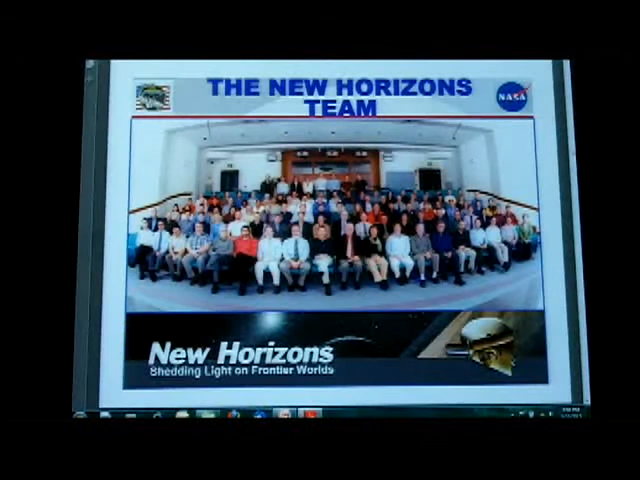 THE NEW HORIZONS
TEAM
NASA
New Horizons
Shedding Light on Frontier Worlds